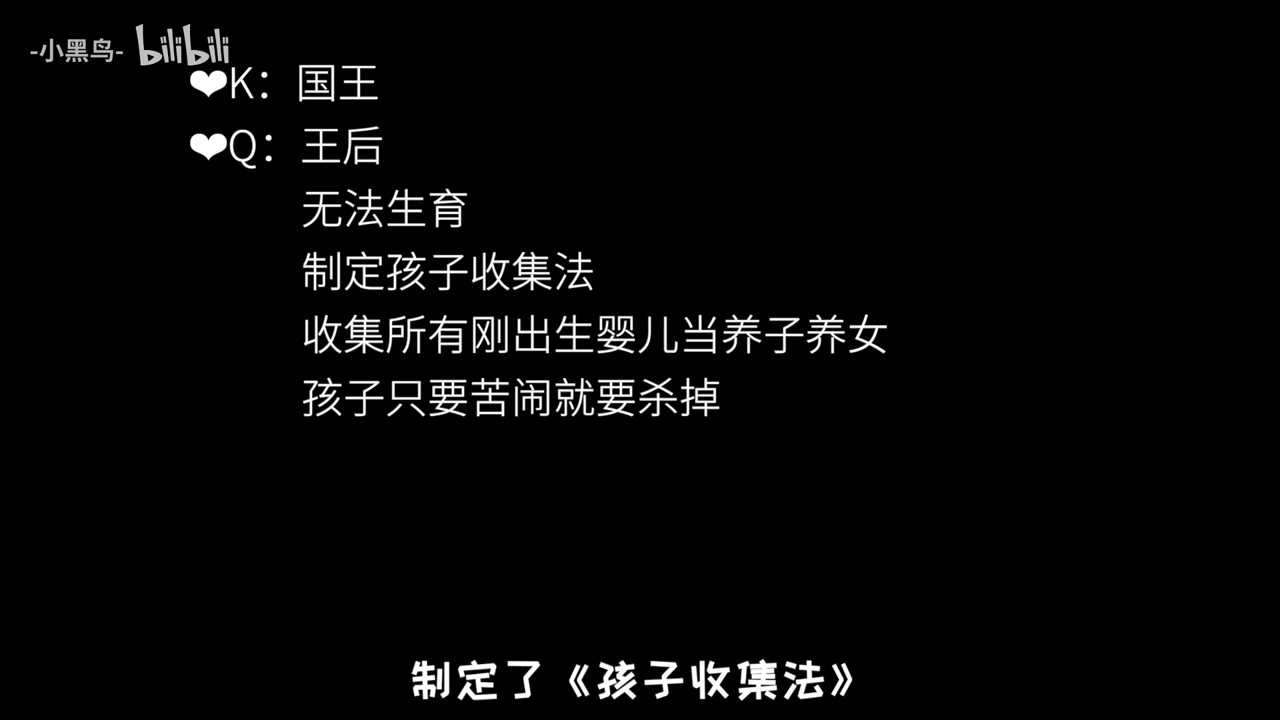 -小黑鸟- bilibili
❤K：国王
❤Q：王后
无法生育
制定孩子收集法
收集所有刚出生婴儿当养子养女
孩子只要苦闹就要杀掉
制定了《孩子收集法》